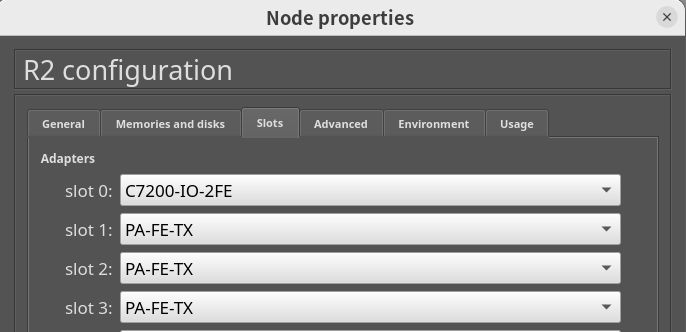 Node properties
R2 configuration
General Memories and disks Slots Advanced Environment Usage
Adapters
slot 0: C7200-IO-2FE
slot 1: PA-FE-TX
slot 2: PA-FE-TX
slot 3: PA-FE-TX